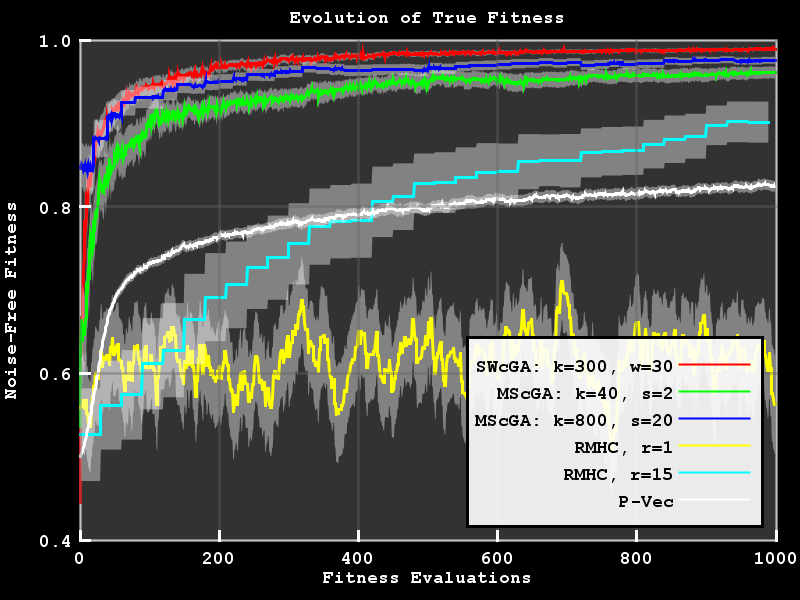 Evolution of True Fitness
1.0
0.8
0.6
0.4
Noise-Free Fitness
SWcGA: k=300, w=30
MScGA: k=40, s=2
MScGA: k=800, s=20
RMHC, r=1
RMHC, r=15
P-Vec
0 200 400 600 800 1000
Fitness Evaluations